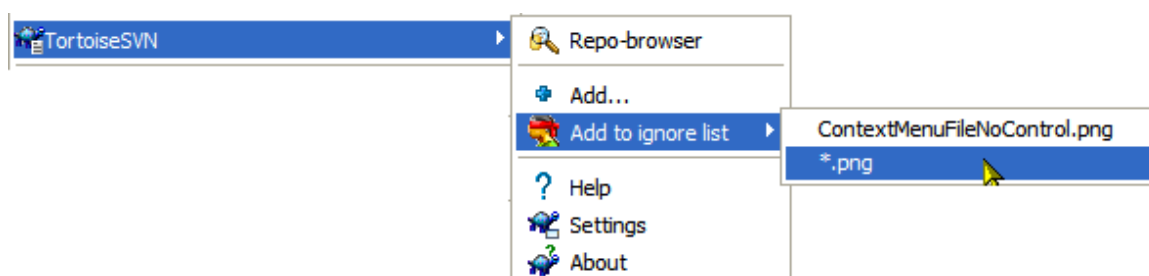 TortoiseSVN
Repo-browser
Add...
Add to ignore list
ContextMenuFileNoControl.png
*.png
Help
Settings
About